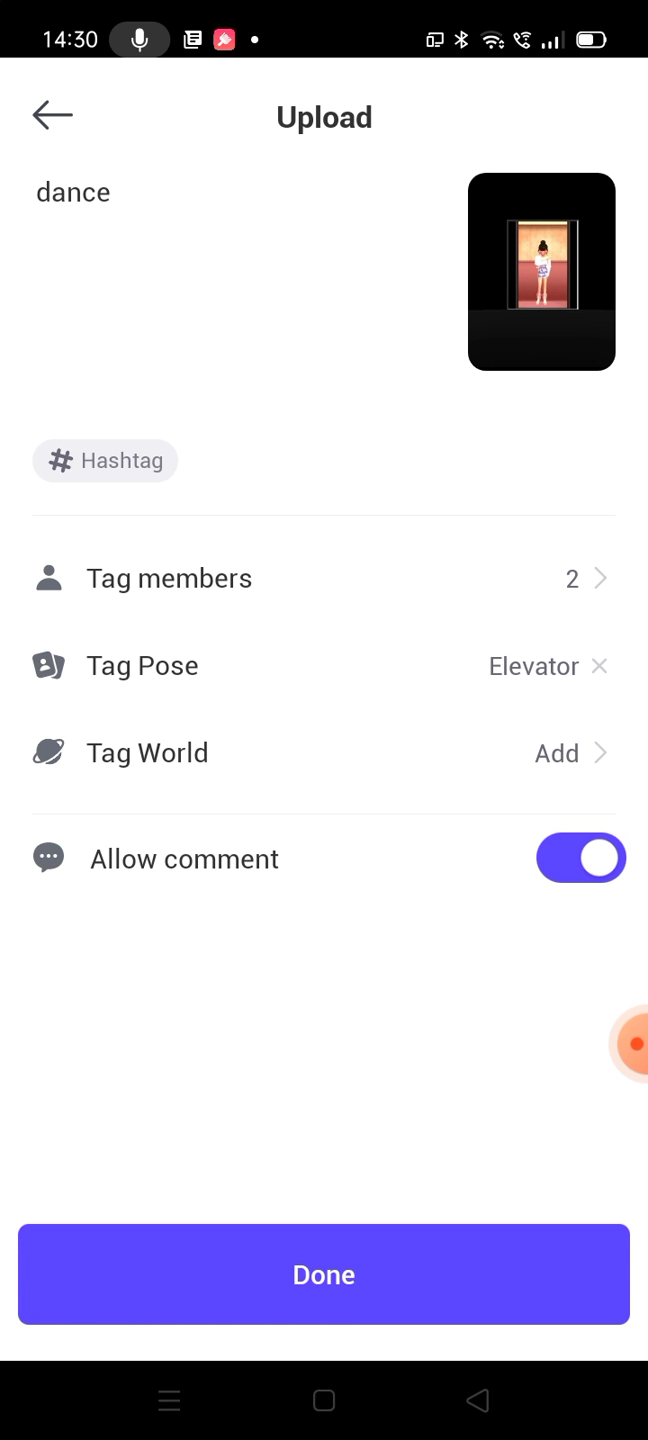 14:30
Upload
dance
# Hashtag
Tag members 2
Tag Pose Elevator
Tag World Add
Allow comment
Done